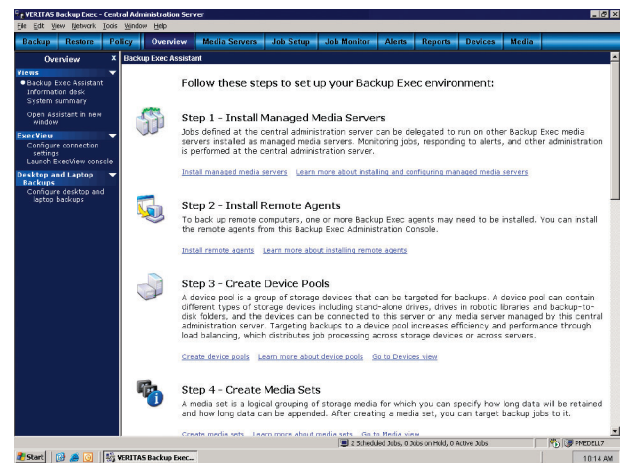 VERITAS Backup Exec - Central Administration Server
File Edit View Network Tools Window Help
Backup Restore Policy Overview Media Servers Job Setup Job Monitor Alerts Reports Devices Media
Overview X
Backup Exec Assistant
Views
Backup Exec Assistant
Information desk
System summary
Open Assistant in new
window
ExecView
Configure connection
settings
Launch ExecView console
Desktop and Laptop
Backups
Configure desktop and
laptop backups
Follow these steps to set up your Backup Exec environment:
Step 1 - Install Managed Media Servers
Jobs defined at the central administration server can be delegated to run on other Backup Exec media
servers installed as managed media servers. Monitoring jobs, responding to alerts, and other administration
is performed at the central administration server.
Install managed media servers Learn more about installing and configuring managed media servers
Step 2 - Install Remote Agents
To back up remote computers, one or more Backup Exec agents may need to be installed. You can install
the remote agents from this Backup Exec Administration Console.
Install remote agents Learn more about installing remote agents
Step 3 - Create Device Pools
A device pool is a group of storage devices that can be targeted for backups. A device pool can contain
different types of storage devices including stand-alone drives, drives in robotic libraries and backup-to-
disk folders, and the devices can be connected to this server or any media server managed by this central
administration server. Targeting backups to a device pool increases efficiency and performance through
load balancing, which distributes job processing across storage devices or across servers.
Create device pools Learn more about device pools Go to Devices view
Step 4 - Create Media Sets
A media set is a logical grouping of storage media for which you can specify how long data will be retained
and how long data can be appended. After creating a media set, you can target backup jobs to it.
Create media sets Learn more about media sets Go to Media view
2 Scheduled Jobs, 0 Jobs on Hold, 0 Active Jobs
PMEDELL7
Start
VERITAS Backup Exec...
10:14 AM